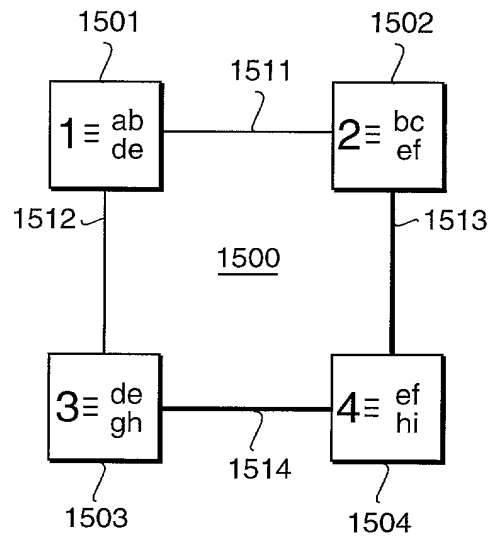 1501
1502
1511
1 ≡ ab
de
2 ≡ bc
ef
1512
1513
1500
3 ≡ de
gh
4 ≡ ef
hi
1514
1503
1504